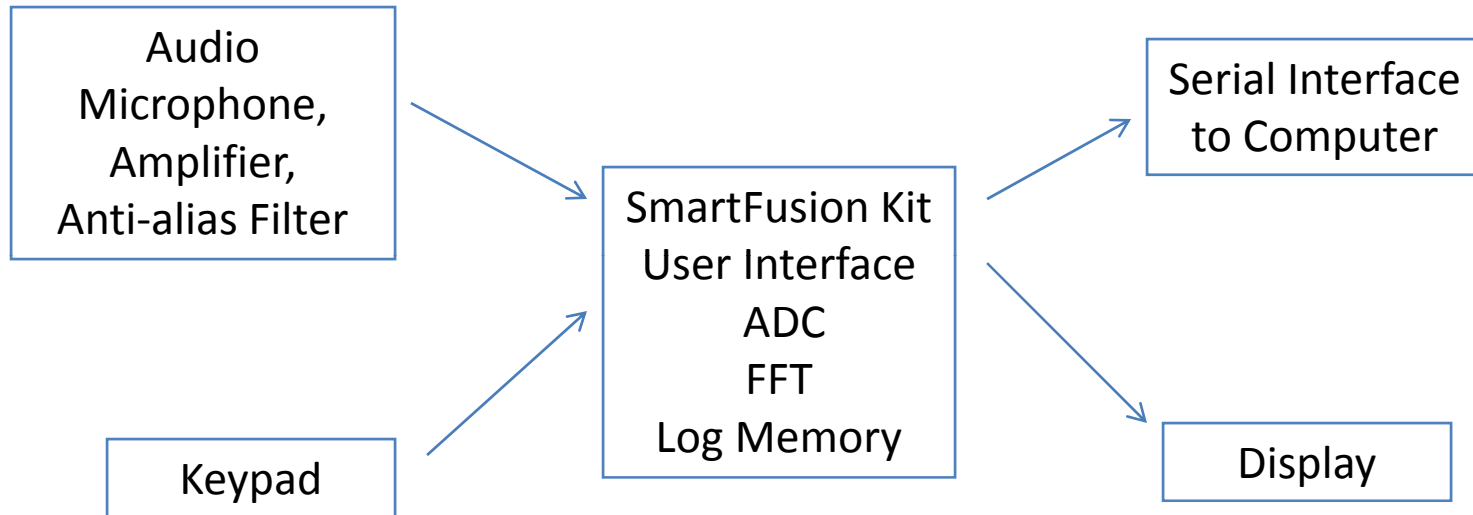 Audio
Microphone,
Amplifier,
Anti-alias Filter
Keypad
SmartFusion Kit
User Interface
ADC
FFT
Log Memory
Serial Interface
to Computer
Display